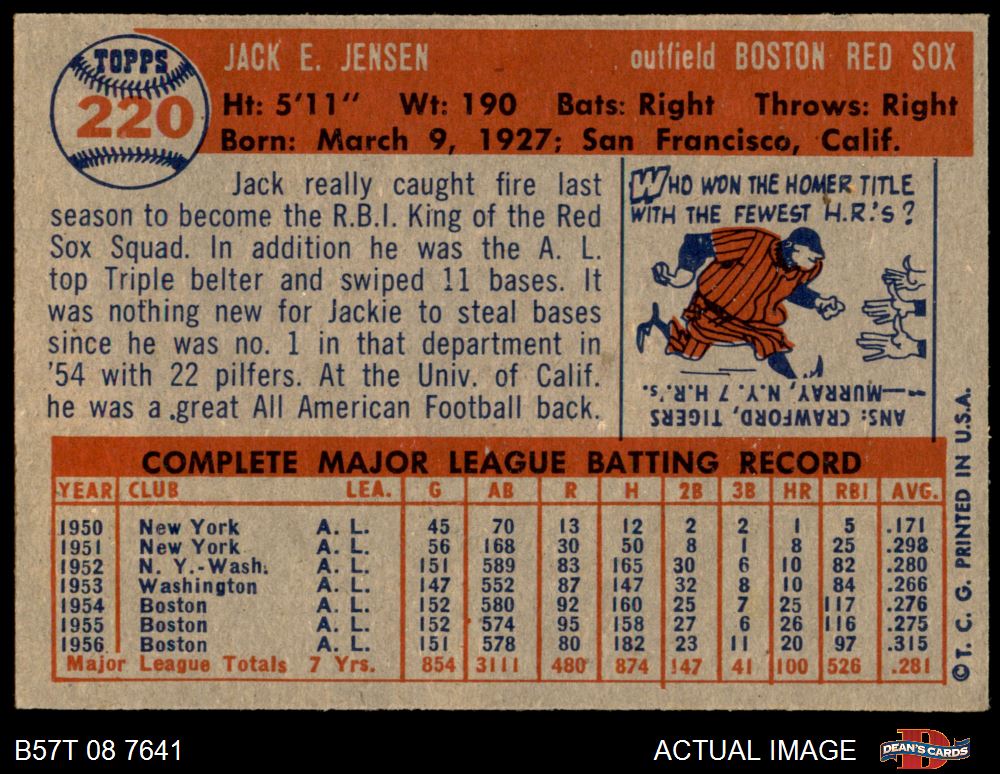 TOPPS
220
JACK E. JENSEN outfield BOSTON RED SOX
Ht: 5'11" Wt: 190 Bats: Right Throws: Right
Born: March 9, 1927; San Francisco, Calif.
Jack really caught fire last
season to become the R.B.I. King of the Red
Sox Squad. In addition he was the A. L.
top Triple belter and swiped 11 bases. It
was nothing new for Jackie to steal bases
since he was no. 1 in that department in
'54 with 22 pilfers. At the Univ. of Calif.
he was a great All American Football back.
WHO WON THE HOMER TITLE
WITH THE FEWEST H.R.'S?
ANS: CRAWFORD, TIGERS
—MURRAY, N.Y. 7 H.R.'s.
COMPLETE MAJOR LEAGUE BATTING RECORD
YEAR CLUB LEA. G AB R H 2B 3B HR RBI AVG.
1950 New York A. L. 45 70 13 12 2 2 1 5 .171
1951 New York A. L. 56 168 30 50 8 1 8 25 .298
1952 N. Y.-Wash. A. L. 151 589 83 165 30 6 10 82 .280
1953 Washington A. L. 147 552 87 147 32 8 10 84 .266
1954 Boston A. L. 152 580 92 160 25 7 25 117 .276
1955 Boston A. L. 152 574 95 158 27 6 26 116 .275
1956 Boston A. L. 151 578 80 182 23 11 20 97 .315
Major League Totals 7 Yrs. 854 3111 480 874 147 41 100 526 .281
©T. C. G. PRINTED IN U.S.A.
B57T 08 7641 ACTUAL IMAGE
DEAN'S CARDS